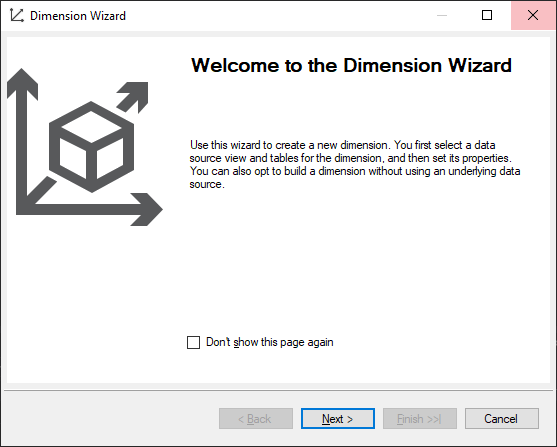 Dimension Wizard
Welcome to the Dimension Wizard
Use this wizard to create a new dimension. You first select a data
source view and tables for the dimension, and then set its properties.
You can also opt to build a dimension without using an underlying data
source.
Don't show this page again
< Back
Next >
Finish >>|
Cancel